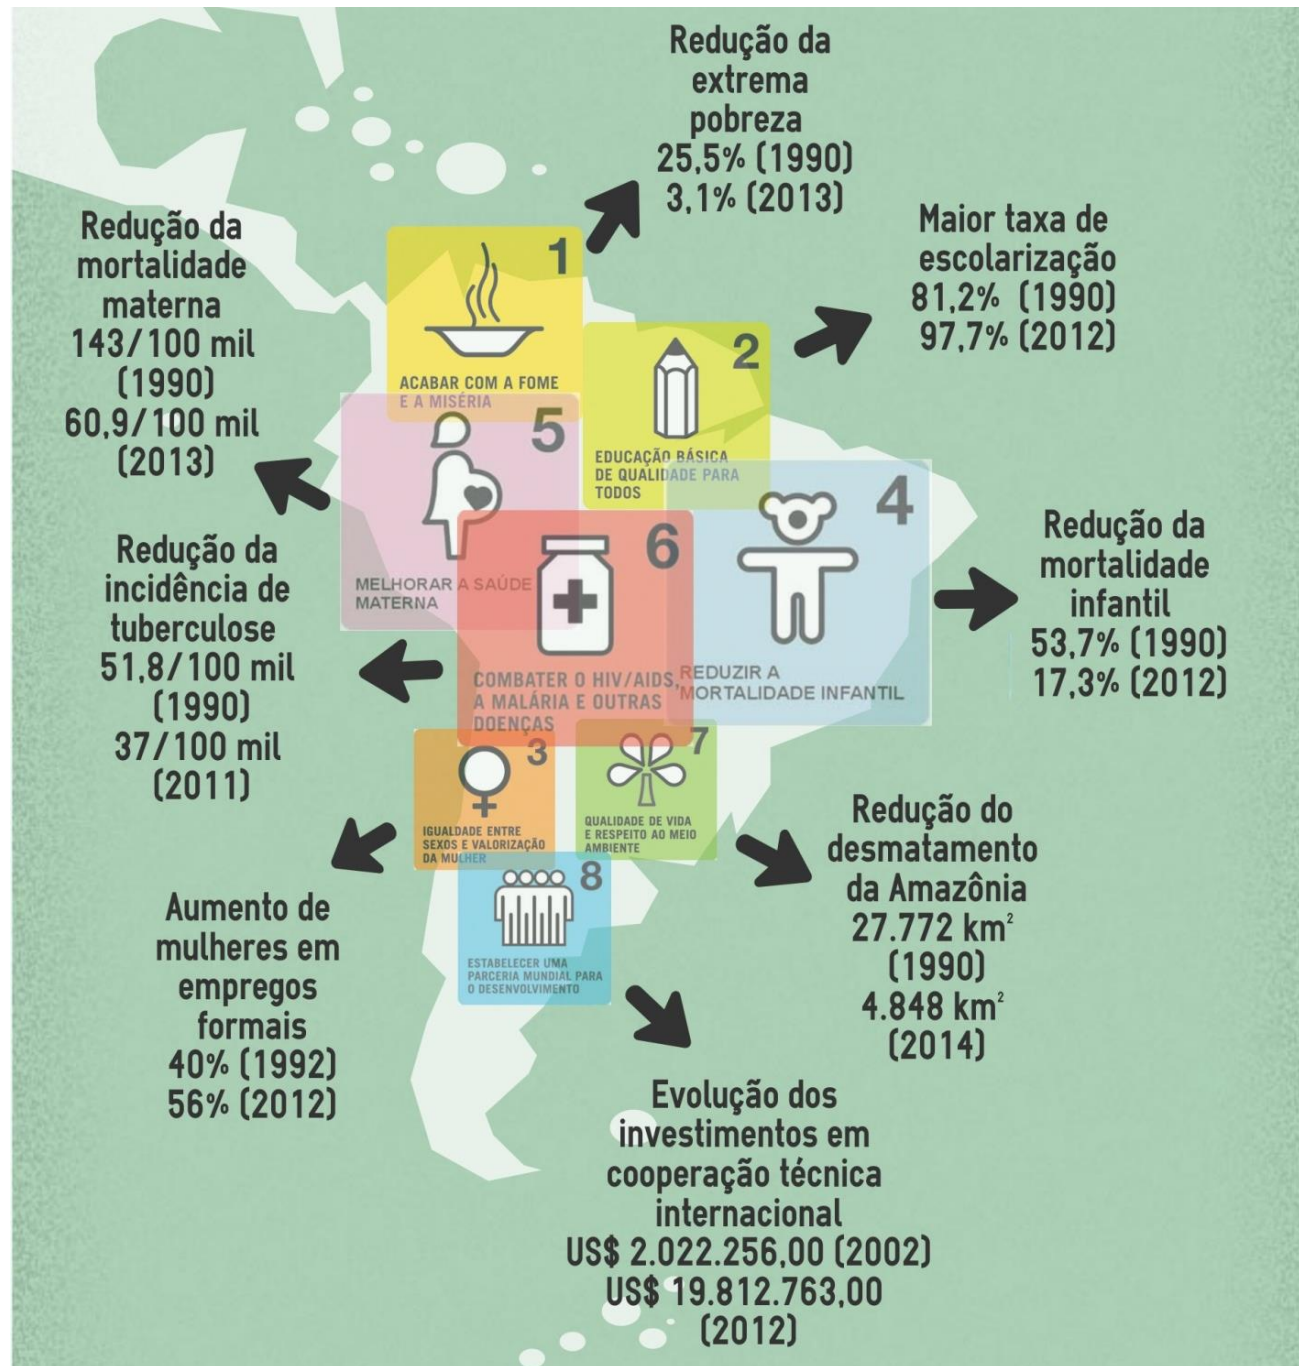 Redução da
extrema
pobreza
25,5% (1990)
3,1% (2013)
1
ACABAR COM A FOME
E A MISÉRIA
Maior taxa de
escolarização
81,2% (1990)
97,7% (2012)
2
EDUCAÇÃO BÁSICA
DE QUALIDADE PARA
TODOS
Redução da
mortalidade
materna
143/100 mil
(1990)
60,9/100 mil
(2013)
5
MELHORAR A SAÚDE
MATERNA
4
REDUZIR A
MORTALIDADE INFANTIL
Redução da
mortalidade
infantil
53,7% (1990)
17,3% (2012)
Redução da
incidência de
tuberculose
51,8/100 mil
(1990)
37/100 mil
(2011)
6
COMBATER O HIV/AIDS,
A MALÁRIA E OUTRAS
DOENÇAS
3
IGUALDADE ENTRE
SEXOS E VALORIZAÇÃO
DA MULHER
7
QUALIDADE DE VIDA
E RESPEITO AO MEIO
AMBIENTE
Redução do
desmatamento
da Amazônia
27.772 km²
(1990)
4.848 km²
(2014)
Aumento de
mulheres em
empregos
formais
40% (1992)
56% (2012)
8
ESTABELECER UMA
PARCERIA MUNDIAL PARA
O DESENVOLVIMENTO
Evolução dos
investimentos em
cooperação técnica
internacional
US$ 2.022.256,00 (2002)
US$ 19.812.763,00
(2012)